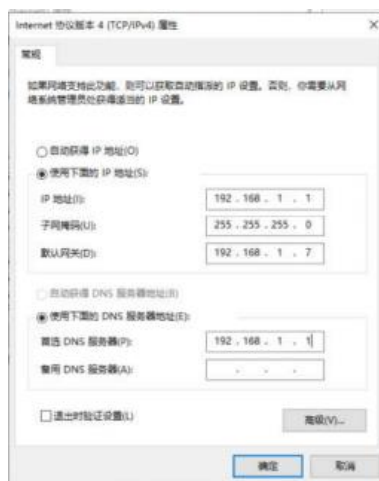 Internet 协议版本 4 (TCP/IPv4) 属性
常规
如果网络支持此功能，则可以获取自动指派的 IP 设置。否则，你需要从网
络系统管理员处获得适当的 IP 设置。
自动获得 IP 地址(O)
使用下面的 IP 地址(S):
IP 地址(I): 192 . 168 . 1 . 1
子网掩码(U): 255 . 255 . 255 . 0
默认网关(D): 192 . 168 . 1 . 7
自动获得 DNS 服务器地址(B)
使用下面的 DNS 服务器地址(E):
首选 DNS 服务器(P): 192 . 168 . 1 . 1
备用 DNS 服务器(A): . . .
退出时验证设置(L)
高级(V)...
确定 取消